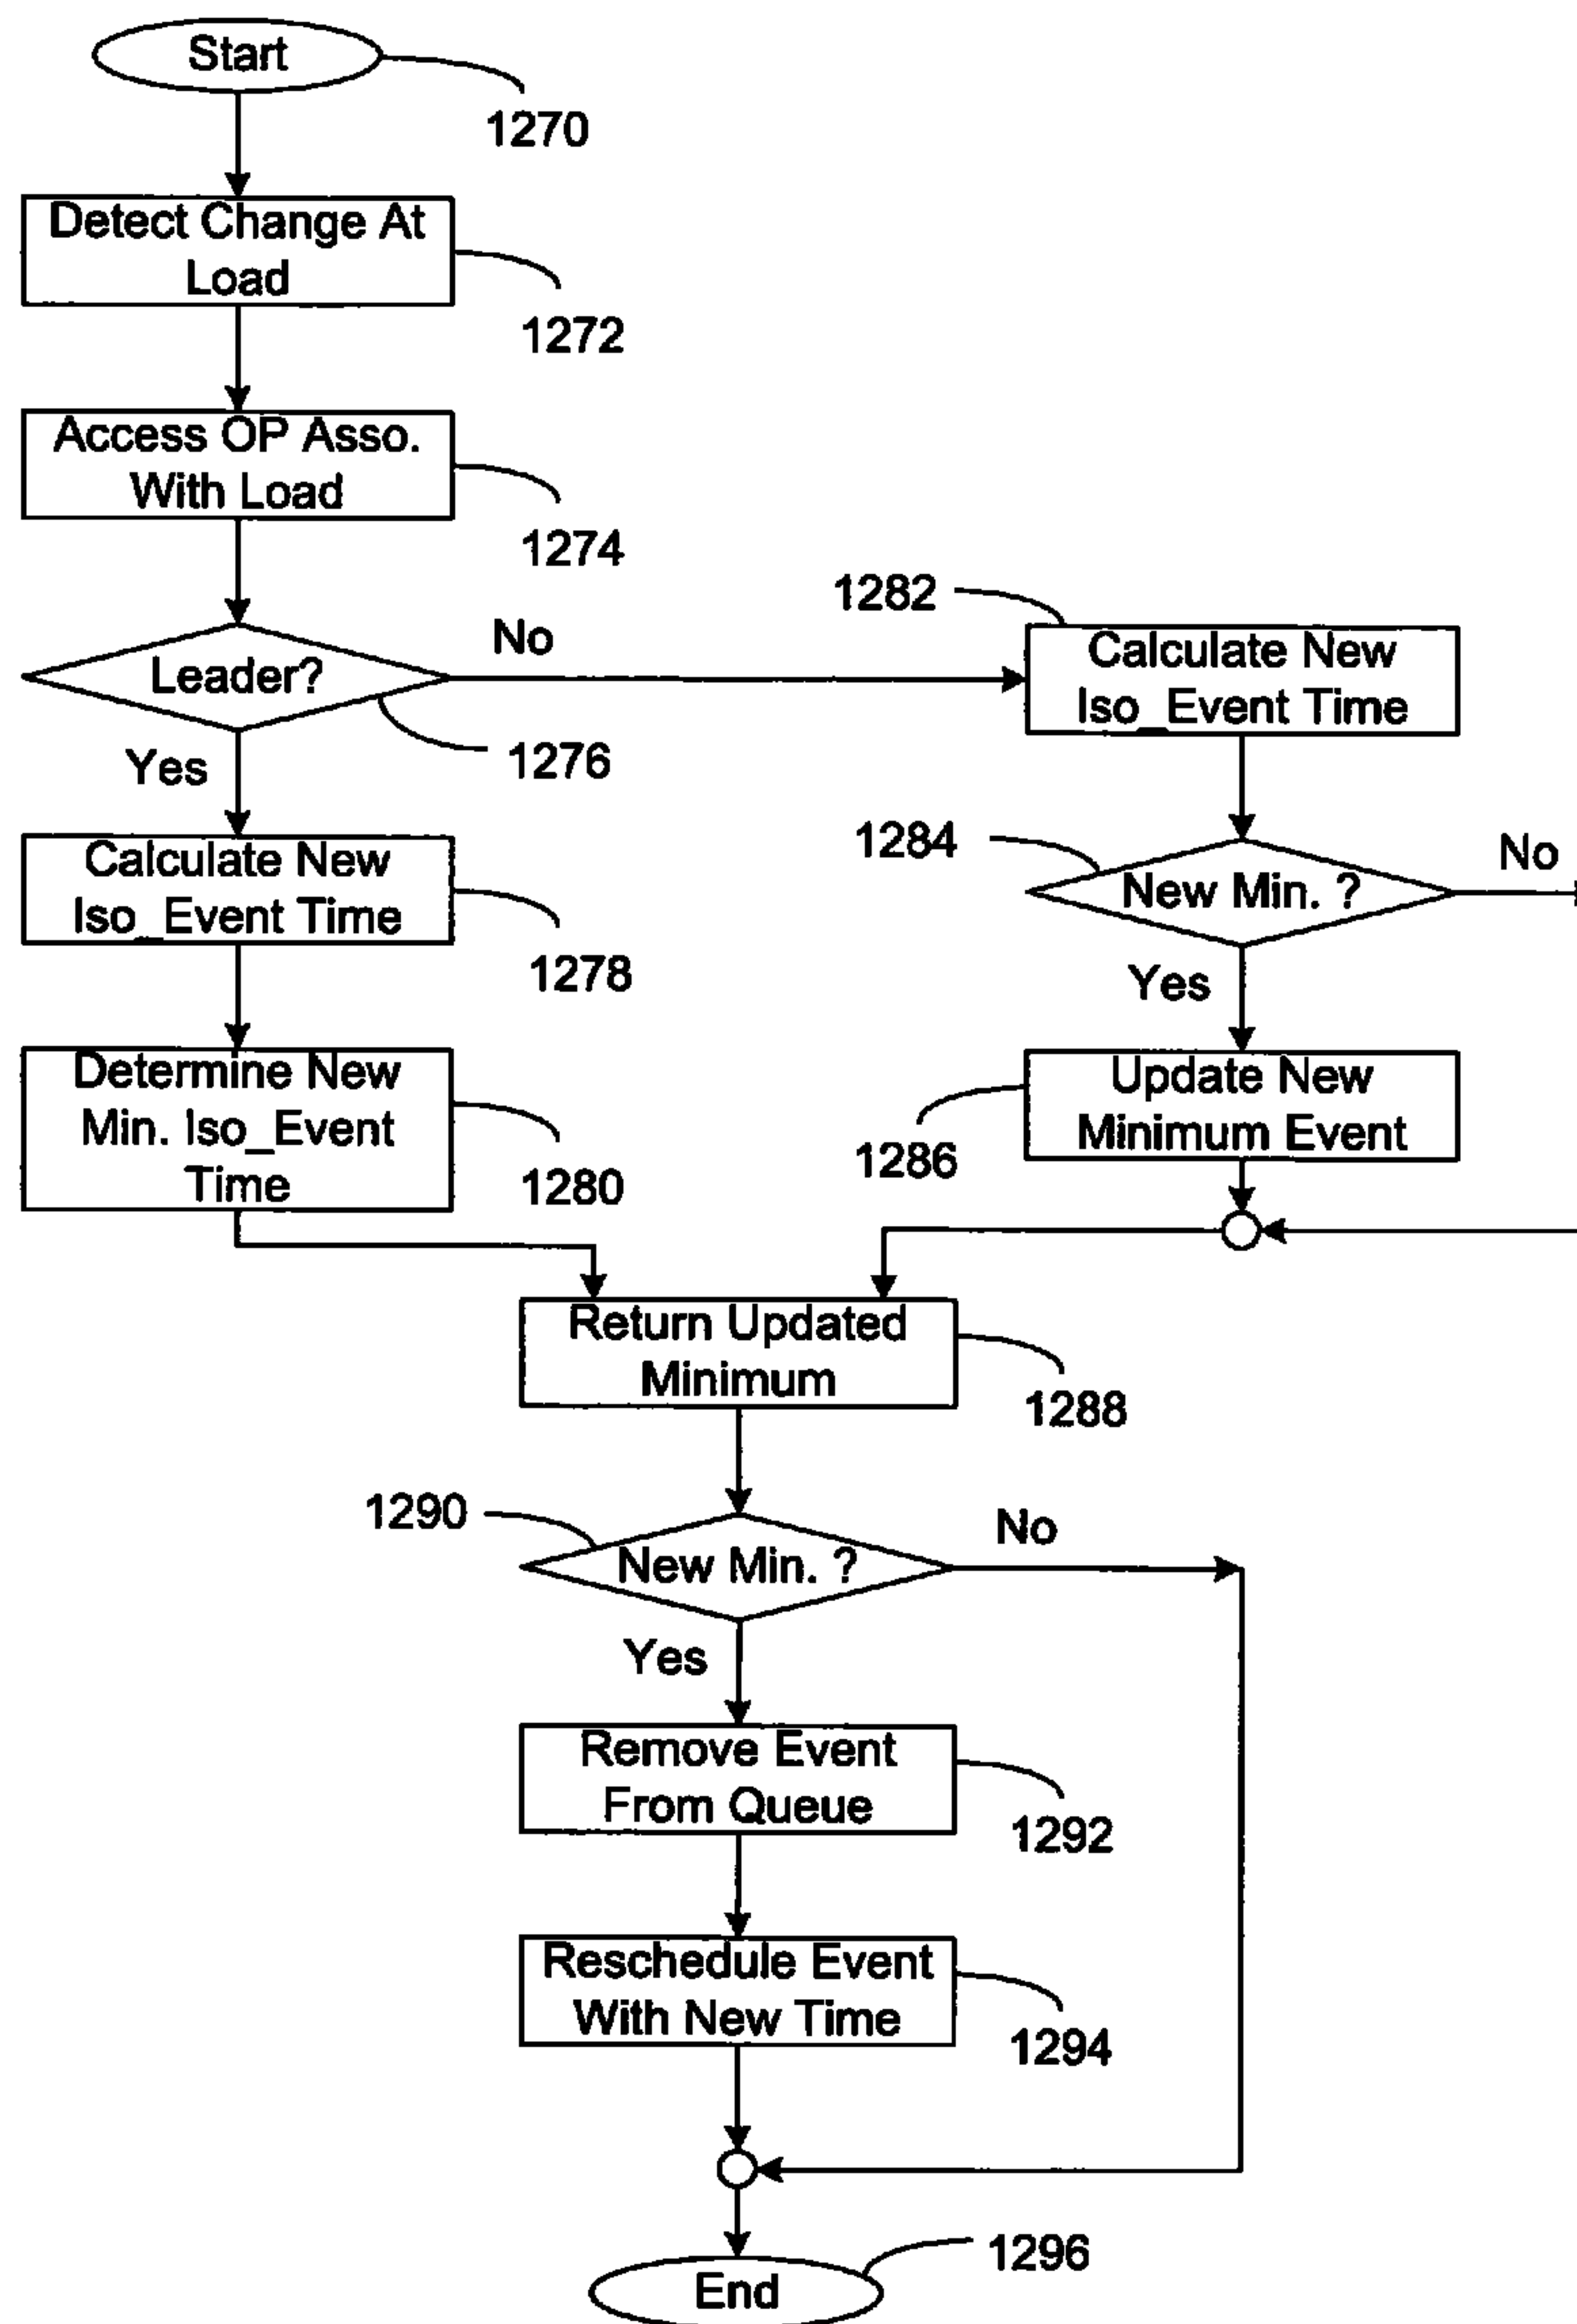 Start
1270
Detect Change At
Load
1272
Access OP Asso.
With Load
1274
Leader?
1276
No
Yes
Calculate New
Iso_Event Time
1278
Determine New
Min. Iso_Event
Time
1280
1282
Calculate New
Iso_Event Time
1284
New Min. ?
No
Yes
Update New
Minimum Event
1286
Return Updated
Minimum
1288
1290
New Min. ?
No
Yes
Remove Event
From Queue
1292
Reschedule Event
With New Time
1294
1296
End